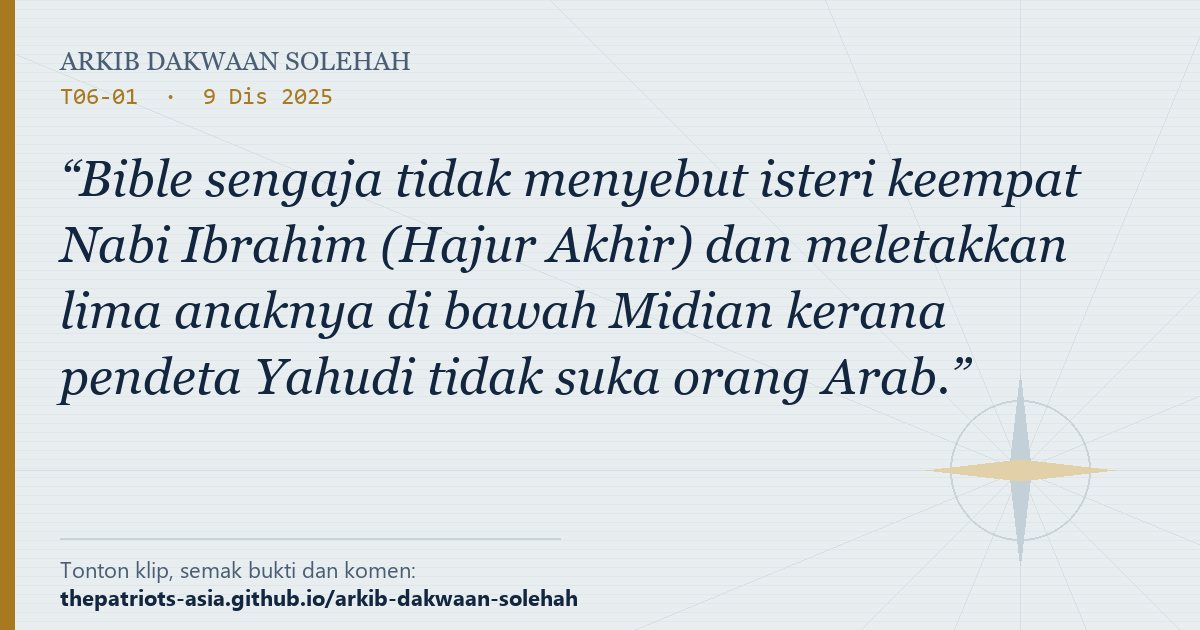 ARKIB DAKWAAN SOLEHAH
T06-01 · 9 Dis 2025
“Bible sengaja tidak menyebut isteri keempat
Nabi Ibrahim (Hajur Akhir) dan meletakkan
lima anaknya di bawah Midian kerana
pendeta Yahudi tidak suka orang Arab.”
Tonton klip, semak bukti dan komen:
thepatriots-asia.github.io/arkib-dakwaan-solehah